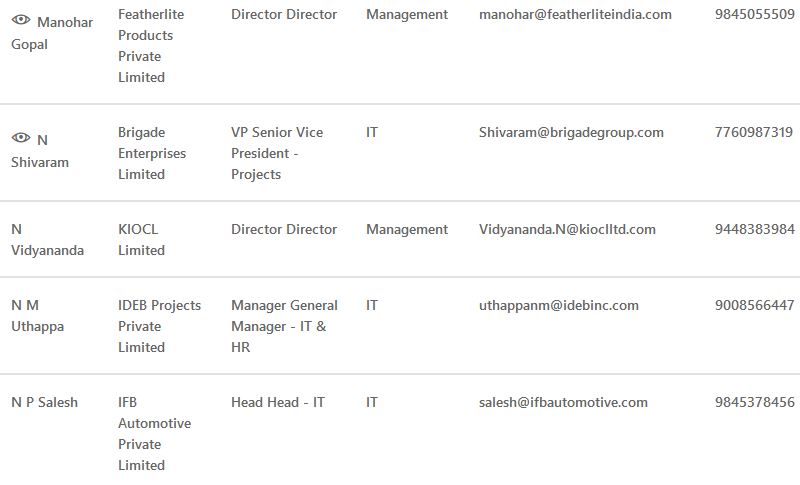 Manohar Gopal Featherlite Products Private Limited Director Director Management manohar@featherliteindia.com 9845055509
N Shivaram Brigade Enterprises Limited VP Senior Vice President - Projects IT Shivaram@brigadegroup.com 7760987319
N Vidyananda KIOCL Limited Director Director Management Vidyananda.N@kioclltd.com 9448383984
N M Uthappa IDEB Projects Private Limited Manager General Manager - IT & HR IT uthappanm@idebinc.com 9008566447
N P Salesh IFB Automotive Private Limited Head Head - IT IT salesh@ifbautomotive.com 9845378456